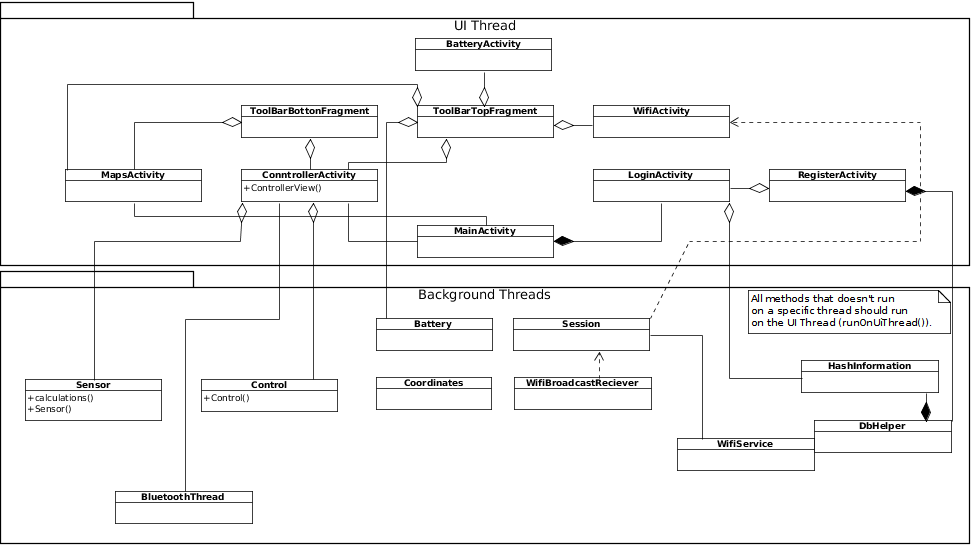 UI Thread
BatteryActivity
ToolBarBottonFragment
ToolBarTopFragment
WifiActivity
MapsActivity
ConntrollerActivity
+ControllerView()
LoginActivity
RegisterActivity
MainActivity
Background Threads
All methods that doesn't run
on a specific thread should run
on the UI Thread (runOnUiThread()).
Battery
Session
HashInformation
Sensor
+calculations()
+Sensor()
Control
+Control()
Coordinates
WifiBroadcastReciever
DbHelper
WifiService
BluetoothThread